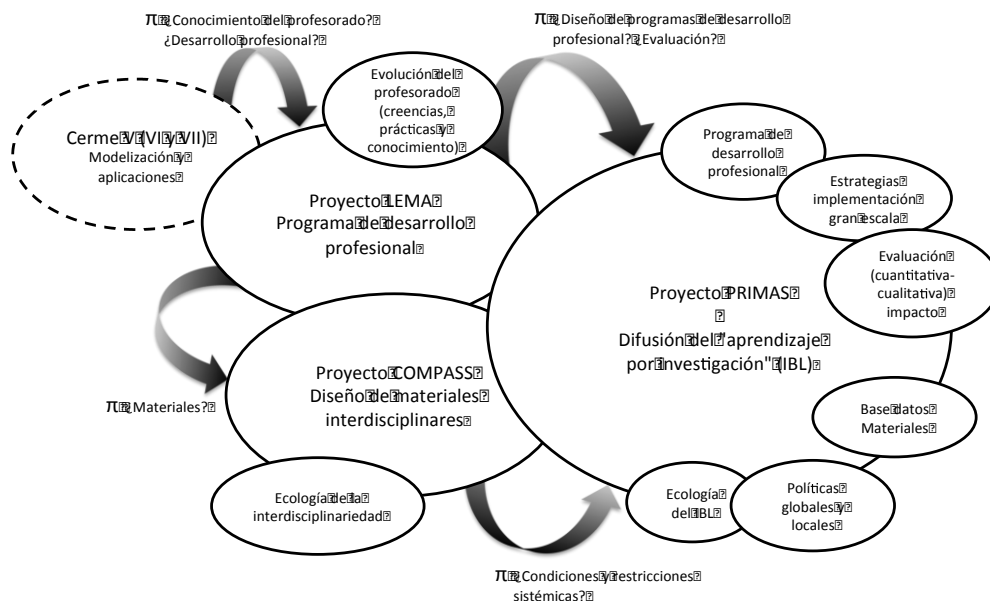 π ¿Conocimiento del profesorado?
¿Desarrollo profesional?
π ¿Diseño de programas de desarrollo
profesional? ¿Evaluación?
Evolución del
profesorado
(creencias,
prácticas y
conocimiento)
Cerme V (VI y VII)
Modelización y
aplicaciones
Programa de
desarrollo
profesional
Estrategias
implementación
gran escala
Proyecto LEMA
Programa de desarrollo
profesional
Evaluación
(cuantitativa-
cualitativa)
impacto
Proyecto PRIMAS
Difusión del "aprendizaje
por investigación" (IBL)
Proyecto COMPASS
Diseño de materiales
interdisciplinares
π ¿Materiales?
Base datos
Materiales
Ecología de la
interdisciplinariedad
Ecología
del IBL
Políticas
globales y
locales
π ¿Condiciones y restricciones
sistémicas?